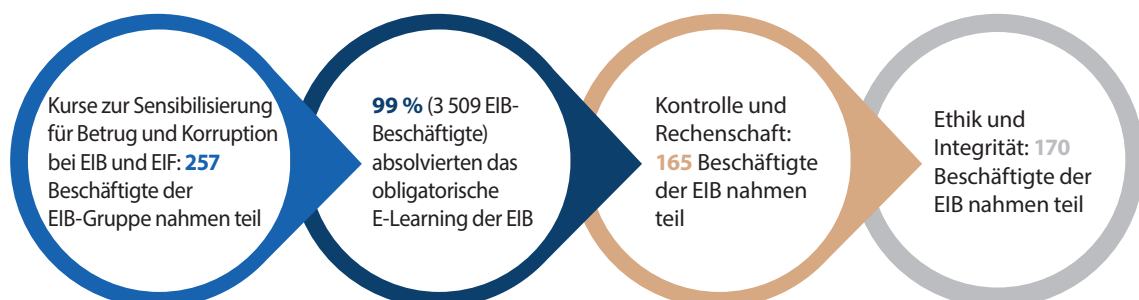 Kurse zur Sensibilisierung
für Betrug und Korruption
bei EIB und EIF: 257
Beschäftigte der
EIB-Gruppe nahmen teil
99 % (3 509 EIB-
Beschäftigte)
absolvierten das
obligatorische
E-Learning der EIB
Kontrolle und
Rechenschaft:
165 Beschäftigte
der EIB nahmen
teil
Ethik und
Integrität: 170
Beschäftigte der
EIB nahmen teil